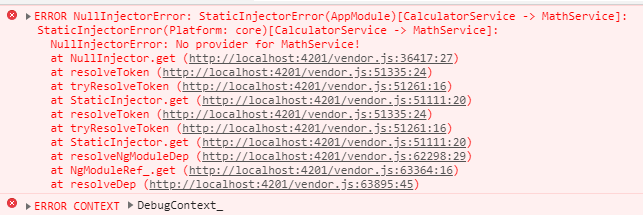 ERROR NullInjectorError: StaticInjectorError(AppModule)[CalculatorService -> MathService]:
StaticInjectorError(Platform: core)[CalculatorService -> MathService]:
NullInjectorError: No provider for MathService!
at NullInjector.get (http://localhost:4201/vendor.js:36417:27)
at resolveToken (http://localhost:4201/vendor.js:51335:24)
at tryResolveToken (http://localhost:4201/vendor.js:51261:16)
at StaticInjector.get (http://localhost:4201/vendor.js:51111:20)
at resolveToken (http://localhost:4201/vendor.js:51335:24)
at tryResolveToken (http://localhost:4201/vendor.js:51261:16)
at StaticInjector.get (http://localhost:4201/vendor.js:51111:20)
at resolveNgModuleDep (http://localhost:4201/vendor.js:62298:29)
at NgModuleRef_.get (http://localhost:4201/vendor.js:63364:16)
at resolveDep (http://localhost:4201/vendor.js:63895:45)
ERROR CONTEXT DebugContext_